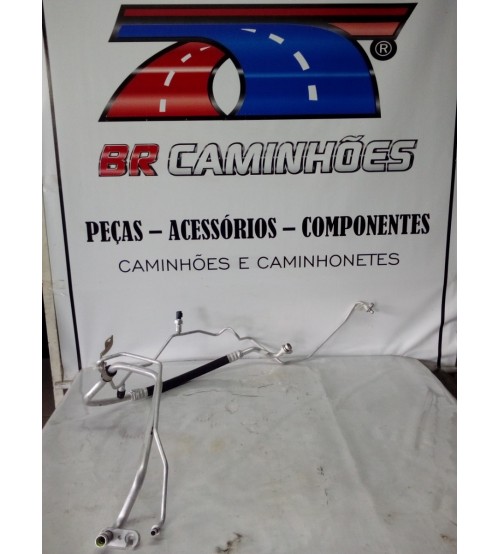 ®
BR CAMINHÕES
PEÇAS – ACESSÓRIOS – COMPONENTES
CAMINHÕES E CAMINHONETES